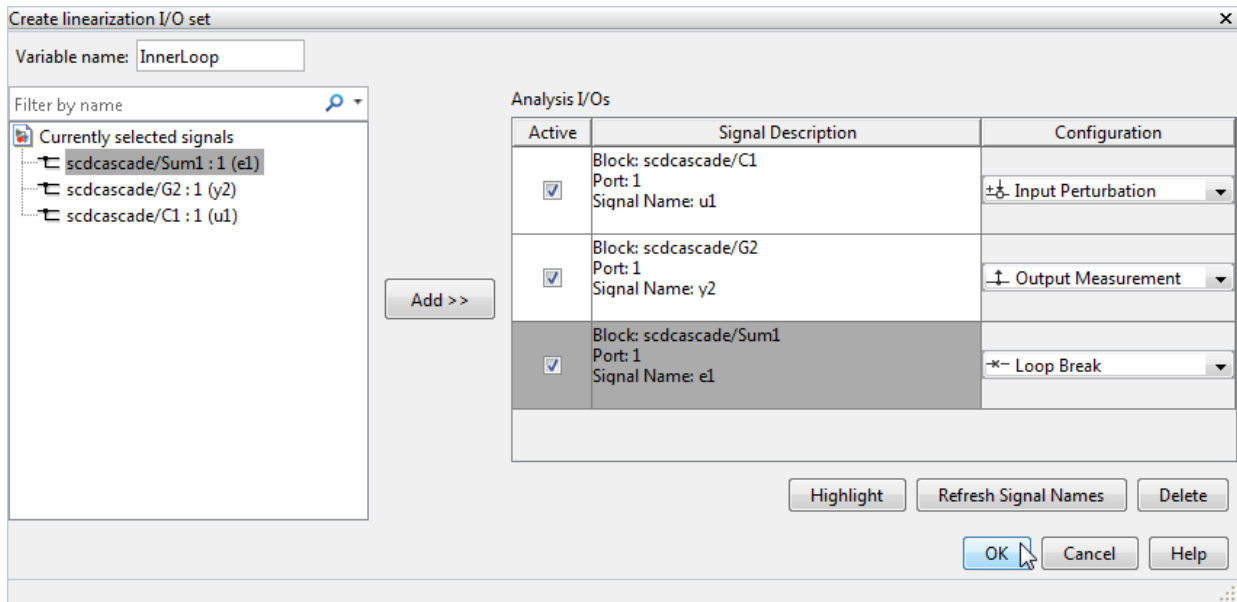 Create linearization I/O set
Variable name: InnerLoop
Filter by name
Currently selected signals
scdcascade/Sum1 : 1 (e1)
scdcascade/G2 : 1 (y2)
scdcascade/C1 : 1 (u1)
Add >>
Analysis I/Os
Active Signal Description Configuration
Block: scdcascade/C1
Port: 1
Signal Name: u1
Input Perturbation
Block: scdcascade/G2
Port: 1
Signal Name: y2
Output Measurement
Block: scdcascade/Sum1
Port: 1
Signal Name: e1
Loop Break
Highlight Refresh Signal Names Delete
OK Cancel Help